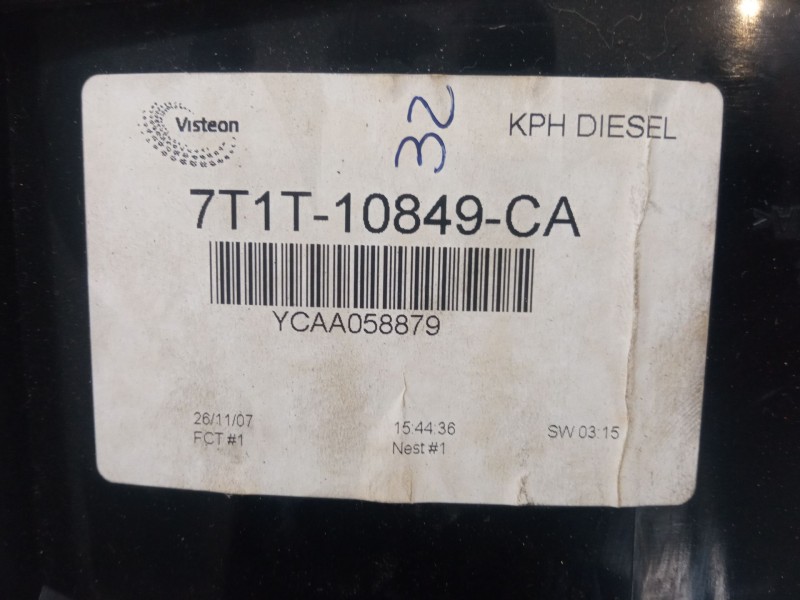 Visteon
32
KPH DIESEL
7T1T-10849-CA
YCAA058879
26/11/07
15:44:36
SW 03:15
FCT #1
Nest #1